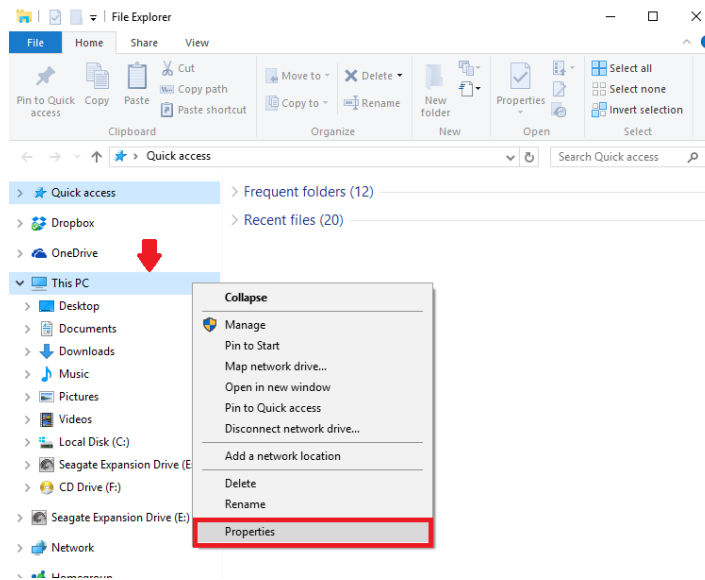 File Explorer
File Home Share View
Pin to Quick access
Copy
Paste
Cut
Copy path
Paste shortcut
Clipboard
Move to
Copy to
Delete
Rename
Organize
New folder
New
Properties
Open
Select all
Select none
Invert selection
Select
Quick access
Search Quick access
Quick access
Dropbox
OneDrive
This PC
Desktop
Documents
Downloads
Music
Pictures
Videos
Local Disk (C:)
Seagate Expansion Drive (E
CD Drive (F:)
Seagate Expansion Drive (E:)
Network
Homegroup
Frequent folders (12)
Recent files (20)
Collapse
Manage
Pin to Start
Map network drive...
Open in new window
Pin to Quick access
Disconnect network drive...
Add a network location
Delete
Rename
Properties